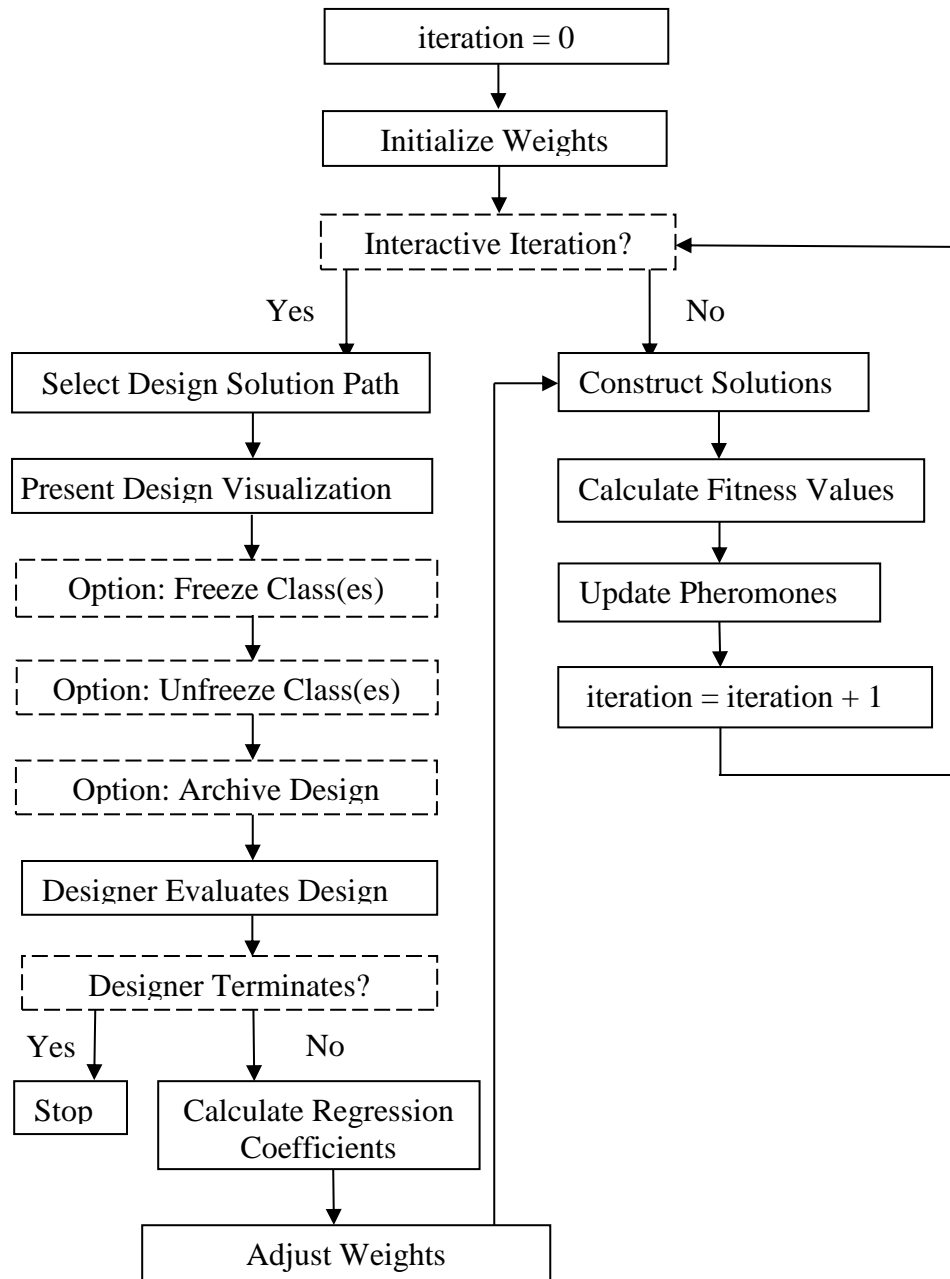 iteration = 0
Initialize Weights
Interactive Iteration?
Yes
No
Select Design Solution Path
Construct Solutions
Present Design Visualization
Calculate Fitness Values
Option: Freeze Class(es)
Update Pheromones
Option: Unfreeze Class(es)
iteration = iteration + 1
Option: Archive Design
Designer Evaluates Design
Designer Terminates?
Yes
No
Stop
Calculate Regression
Coefficients
Adjust Weights